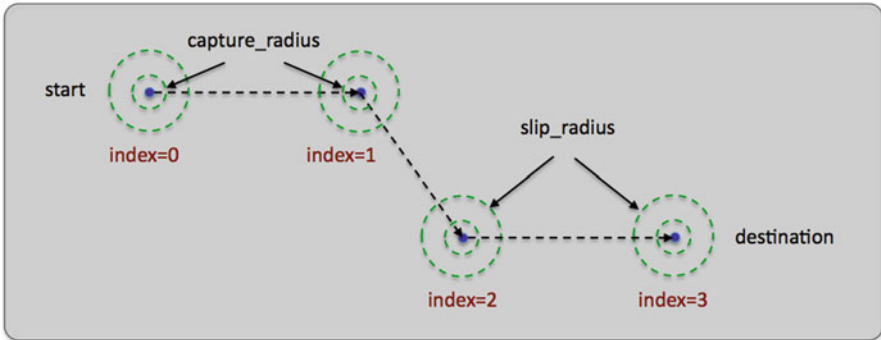 capture_radius
start
index=0
index=1
slip_radius
destination
index=2
index=3